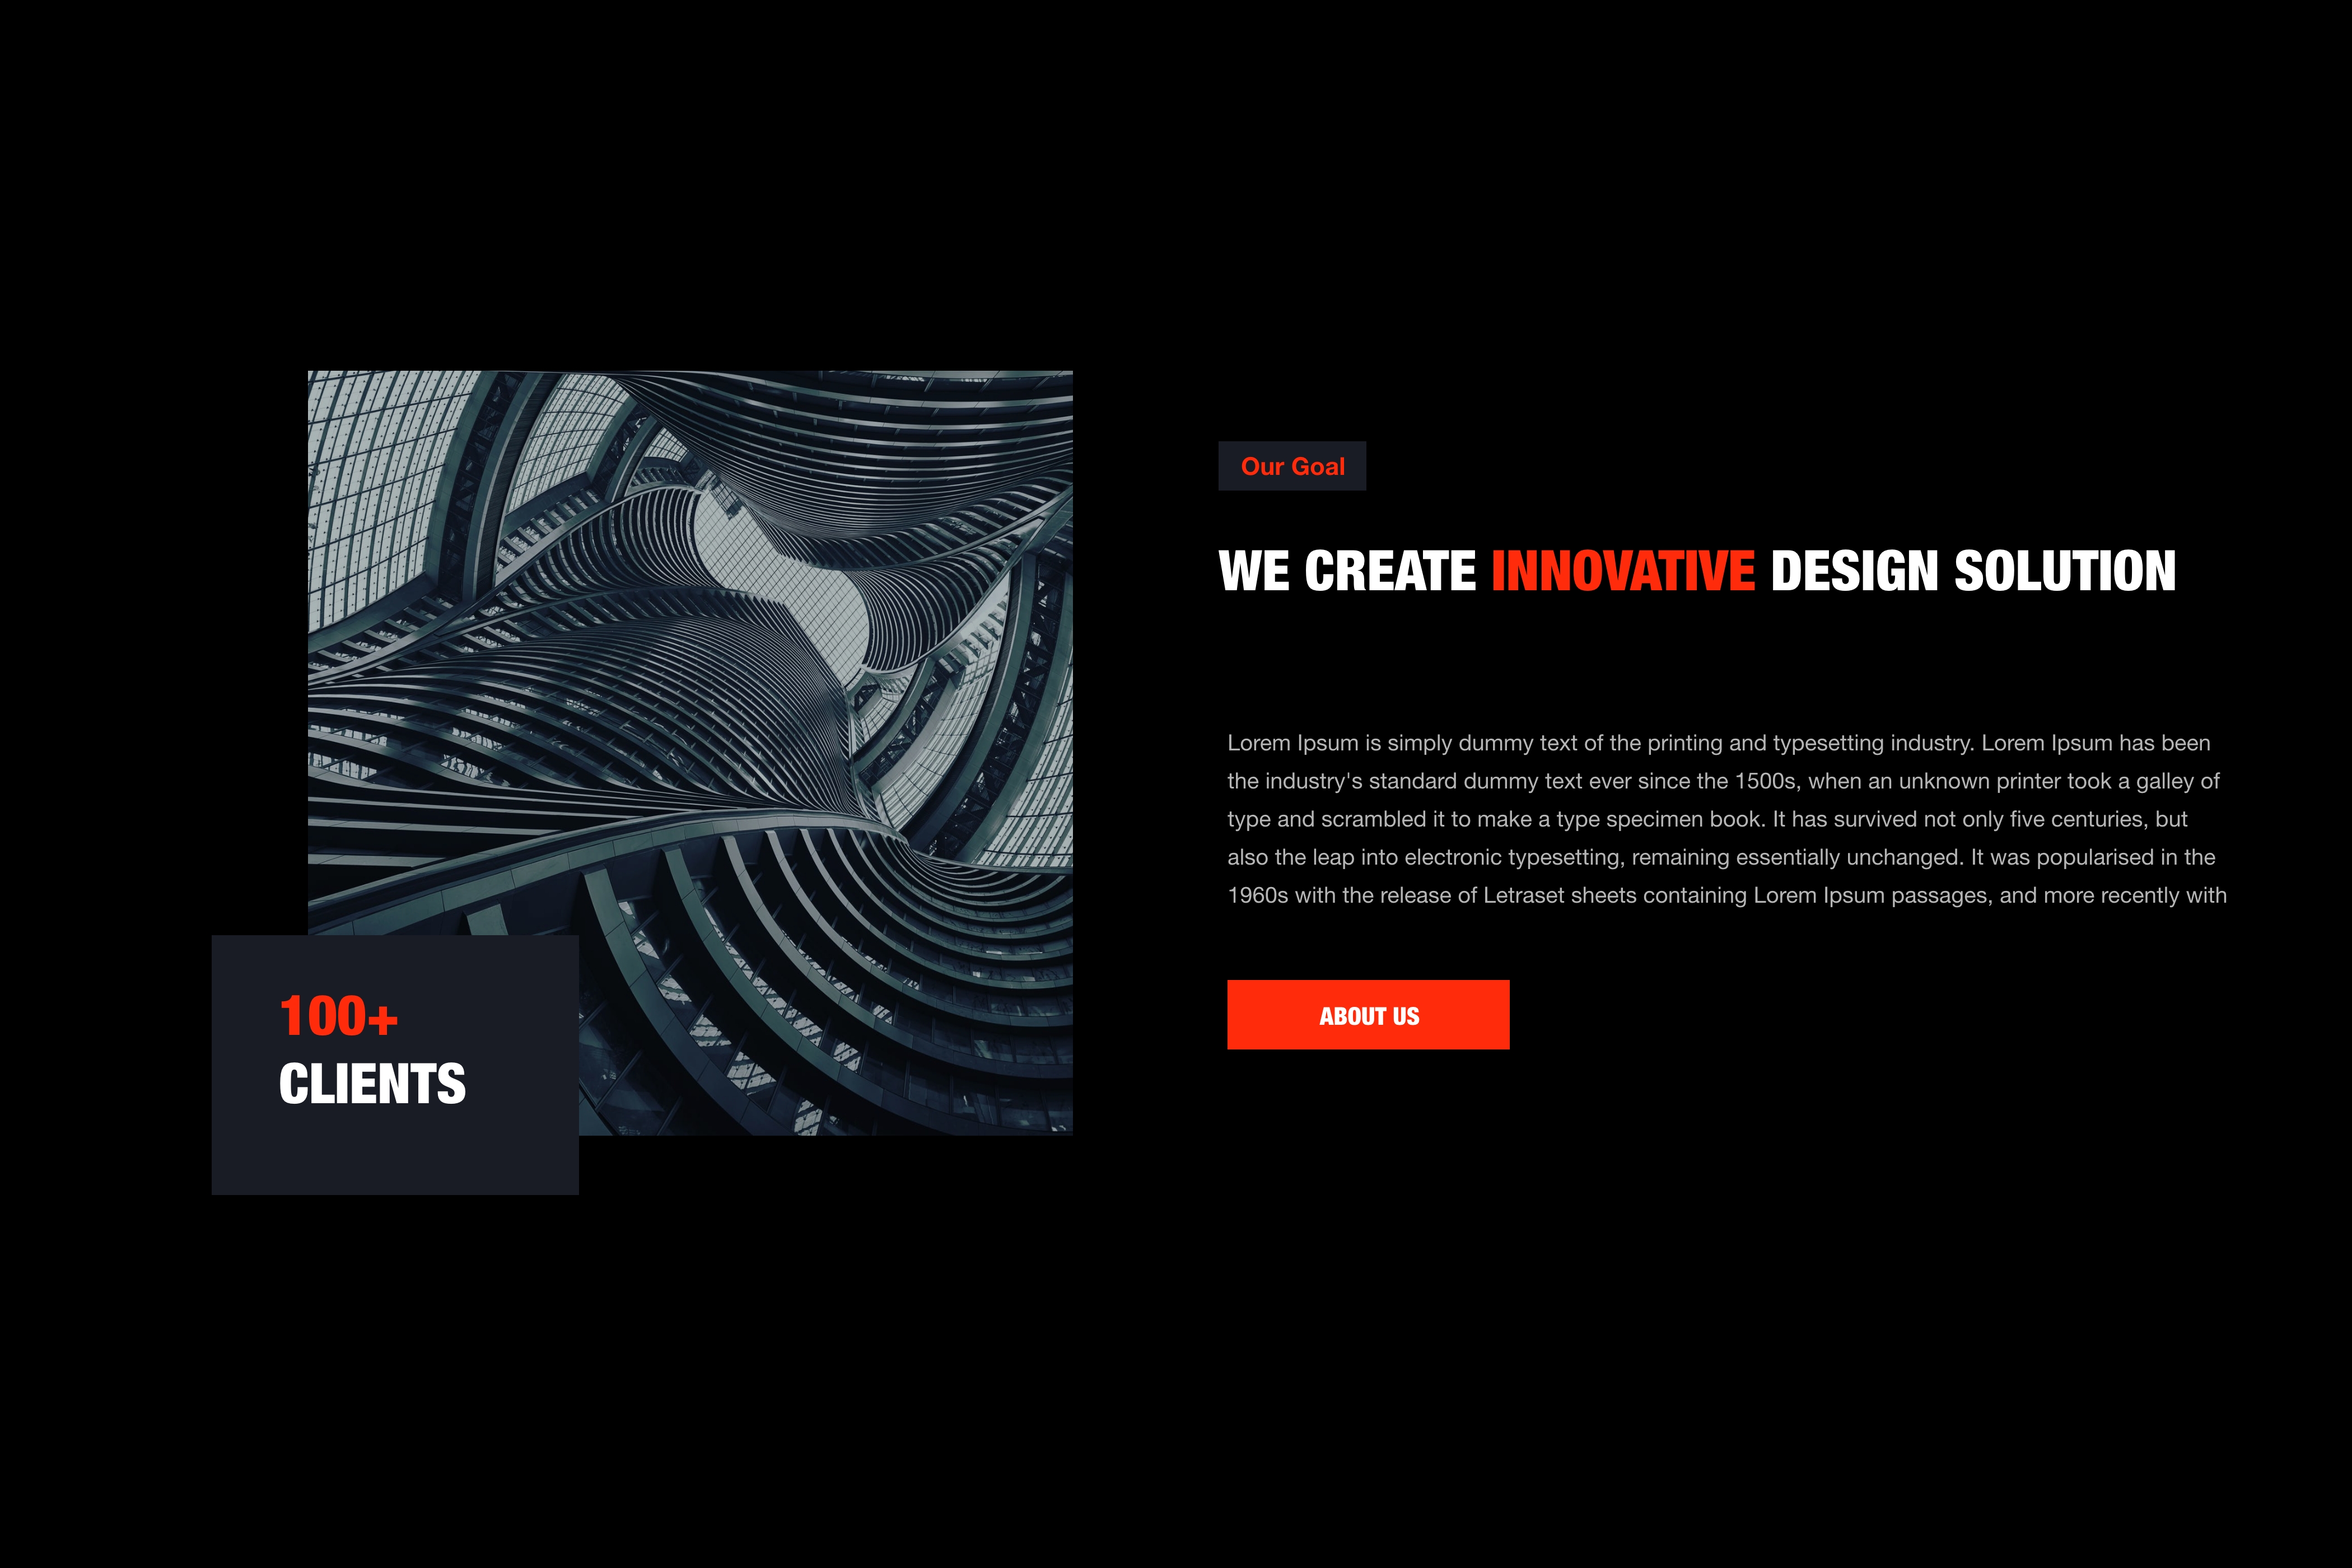 Our Goal
WE CREATE INNOVATIVE DESIGN SOLUTION
Lorem Ipsum is simply dummy text of the printing and typesetting industry. Lorem Ipsum has been
the industry's standard dummy text ever since the 1500s, when an unknown printer took a galley of
type and scrambled it to make a type specimen book. It has survived not only five centuries, but
also the leap into electronic typesetting, remaining essentially unchanged. It was popularised in the
1960s with the release of Letraset sheets containing Lorem Ipsum passages, and more recently with
ABOUT US
100+
CLIENTS